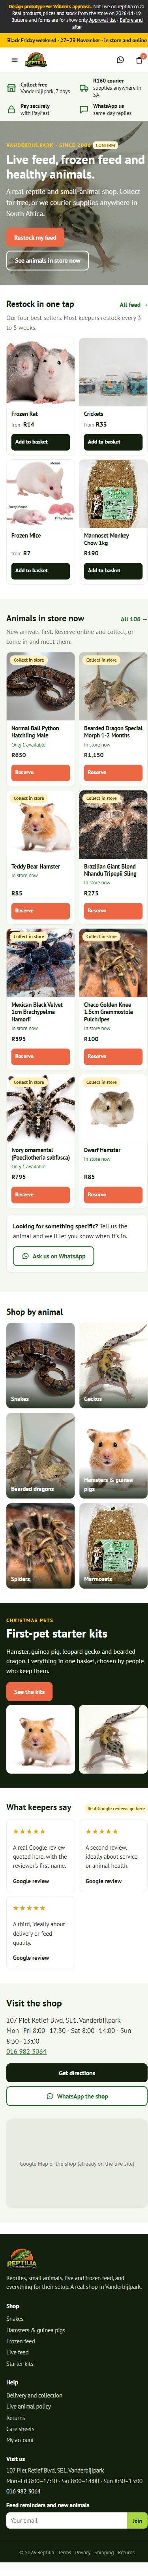 Design prototype for Willem's approval. Not live on reptilia.co.za.
Real products, prices and stock from the store on 2026-11-19.
Buttons and forms are for show only. Approval list · Before and
after
Black Friday weekend · 27–29 November · in store and online
REPTILIA
2
Collect free
Vanderbijlpark, 7 days
R160 courier
supplies anywhere in
SA
Pay securely
with PayFast
WhatsApp us
same-day replies
VANDERBIJLPARK · SINCE 2008 CONFIRM
Live feed, frozen feed and
healthy animals.
A real reptile and small-animal shop. Collect
for free, or we courier supplies anywhere in
South Africa.
Restock my feed
See animals in store now
Restock in one tap
All feed →
Our four best sellers. Most keepers restock every 3
to 5 weeks.
Frozen Rat
from R14
Add to basket
Crickets
from R33
Add to basket
Frozen Mice
from R7
Add to basket
Marmoset Monkey
Chow 1kg
R190
Add to basket
Animals in store now
All 106 →
New arrivals first. Reserve online and collect, or
come in and meet them.
Collect in store
Normal Ball Python
Hatchling Male
Only 1 available
R650
Reserve
Collect in store
Bearded Dragon Special
Morph 1-2 Months
In store now
R1,150
Reserve
Collect in store
Teddy Bear Hamster
In store now
R85
Reserve
Collect in store
Brazilian Giant Blond
Nhandu Tripepii Sling
In store now
R275
Reserve
Collect in store
Mexican Black Velvet
1cm Brachypelma
Hamorii
In store now
R395
Reserve
Collect in store
Chaco Golden Knee
1.5cm Grammostola
Pulchripes
In store now
R100
Reserve
Collect in store
Ivory ornamental
(Poecilotheria subfusca)
Only 1 available
R795
Reserve
Collect in store
Dwarf Hamster
In store now
R85
Reserve
Looking for something specific? Tell us the
animal and we'll let you know when it's in.
Ask us on WhatsApp
Shop by animal
Snakes
Geckos
Bearded dragons
Hamsters & guinea
pigs
Spiders
Marmosets
CHRISTMAS PETS
First-pet starter kits
Hamster, guinea pig, leopard gecko and bearded
dragon. Everything in one basket, chosen by people
who keep them.
See the kits
What keepers say
Real Google reviews go here
★★★★★
A real Google review
quoted here, with the
reviewer's first name.
Google review
★★★★★
A second review,
ideally about service
or animal health.
Google review
★★★★★
A third, ideally about
delivery or feed
quality.
Google review
Visit the shop
107 Piet Retief Blvd, SE1, Vanderbijlpark
Mon–Fri 8:00–17:30 · Sat 8:00–14:00 · Sun
8:30–13:00
016 982 3064
Get directions
WhatsApp the shop
Google Map of the shop (already on the live site)
REPTILIA
Reptiles, small animals, live and frozen feed, and
everything for their setup. A real shop in Vanderbijlpark.
Shop
Snakes
Hamsters & guinea pigs
Frozen feed
Live feed
Starter kits
Help
Delivery and collection
Live animal policy
Returns
Care sheets
My account
Visit us
107 Piet Retief Blvd, SE1, Vanderbijlpark
Mon–Fri 8:00–17:30 · Sat 8:00–14:00 · Sun 8:30–13:00
016 982 3064
Feed reminders and new animals
Your email
Join
© 2026 Reptilia · Terms · Privacy · Shipping · Returns